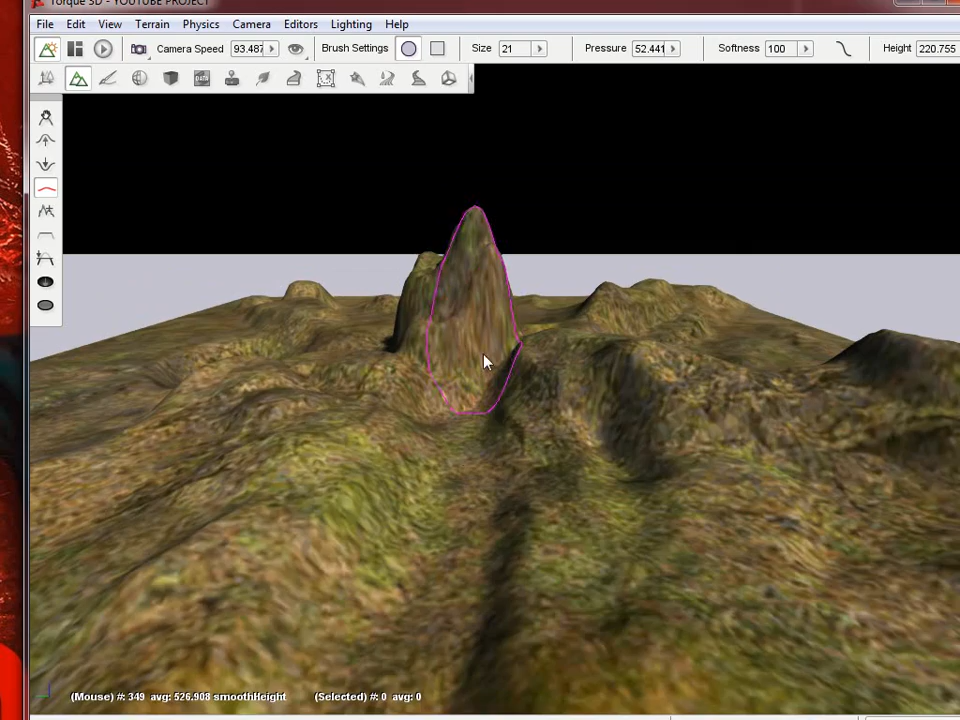 Torque 3D - YOUTUBE PROJECT
File Edit View Terrain Physics Camera Editors Lighting Help
Camera Speed 93.487 Brush Settings Size 21 Pressure 52.441 Softness 100 Height 220.755
DATA
(Mouse) #: 349 avg: 526.908 smoothHeight (Selected) #: 0 avg: 0